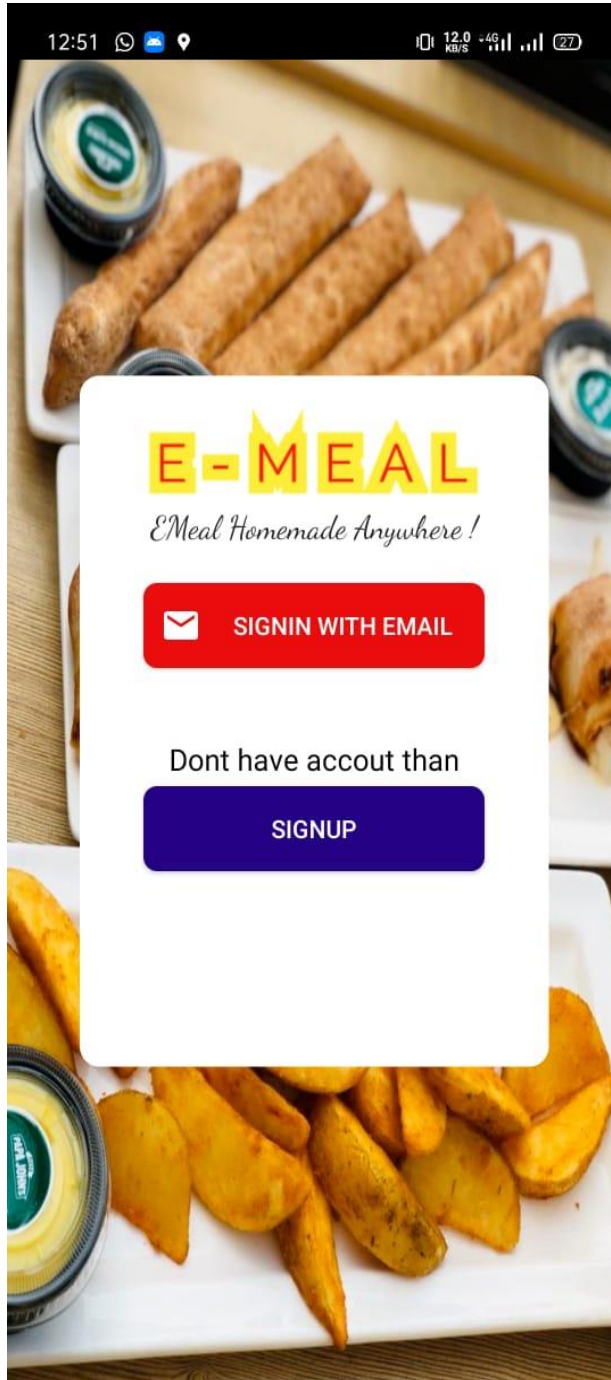 12:51
12.0
KB/S
4G
27
E-MEAL
EMeal Homemade Anywhere !
SIGNIN WITH EMAIL
Dont have accout than
SIGNUP
PAPA JOHN'S